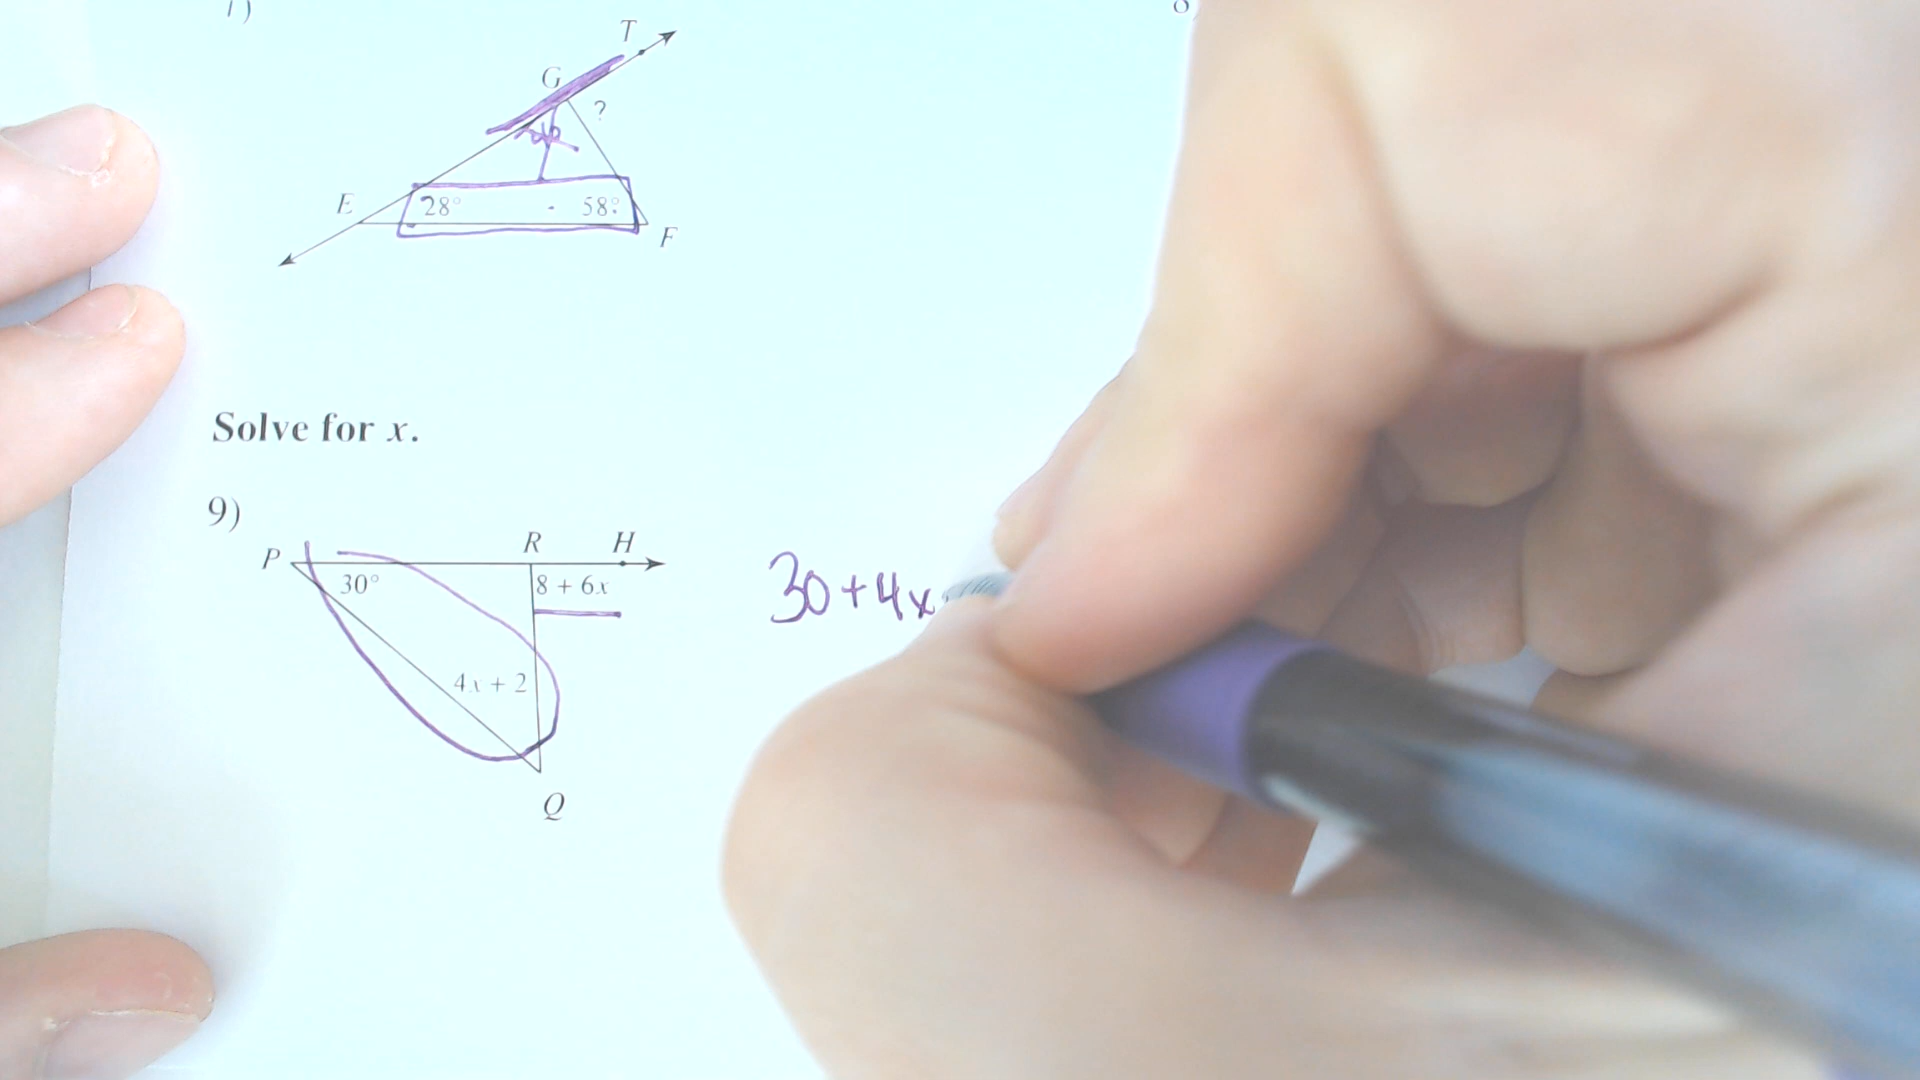 T
G
?
E 28° 58°
F
Solve for x.
9)
P R H
30° 8 + 6x 30+4x
4x + 2
Q